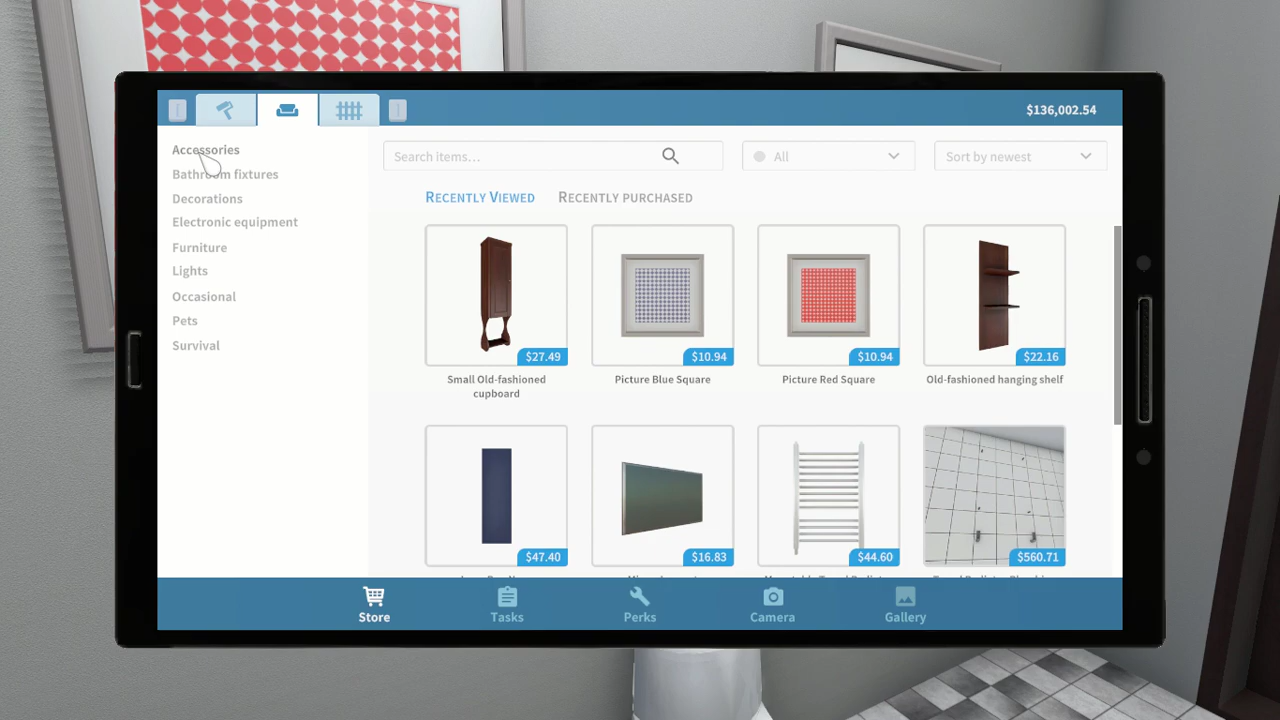 $136,002.54
Accessories
Bathroom fixtures
Decorations
Electronic equipment
Furniture
Lights
Occasional
Pets
Survival
Search items...
All
Sort by newest
RECENTLY VIEWED
RECENTLY PURCHASED
$27.49
Small Old-fashioned
cupboard
$10.94
Picture Blue Square
$10.94
Picture Red Square
$22.16
Old-fashioned hanging shelf
$47.40
$16.83
$44.60
$560.71
Store
Tasks
Perks
Camera
Gallery